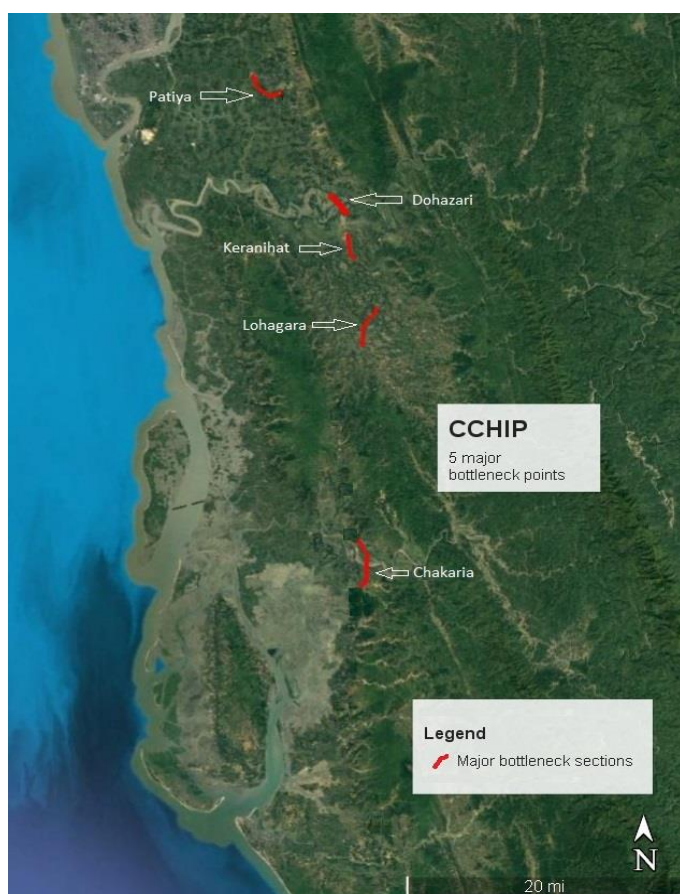 Patiya
Dohazari
Keranihat
Lohagara
CCHIP
5 major
bottleneck points
Chakaria
Legend
Major bottleneck sections
N
20 mi